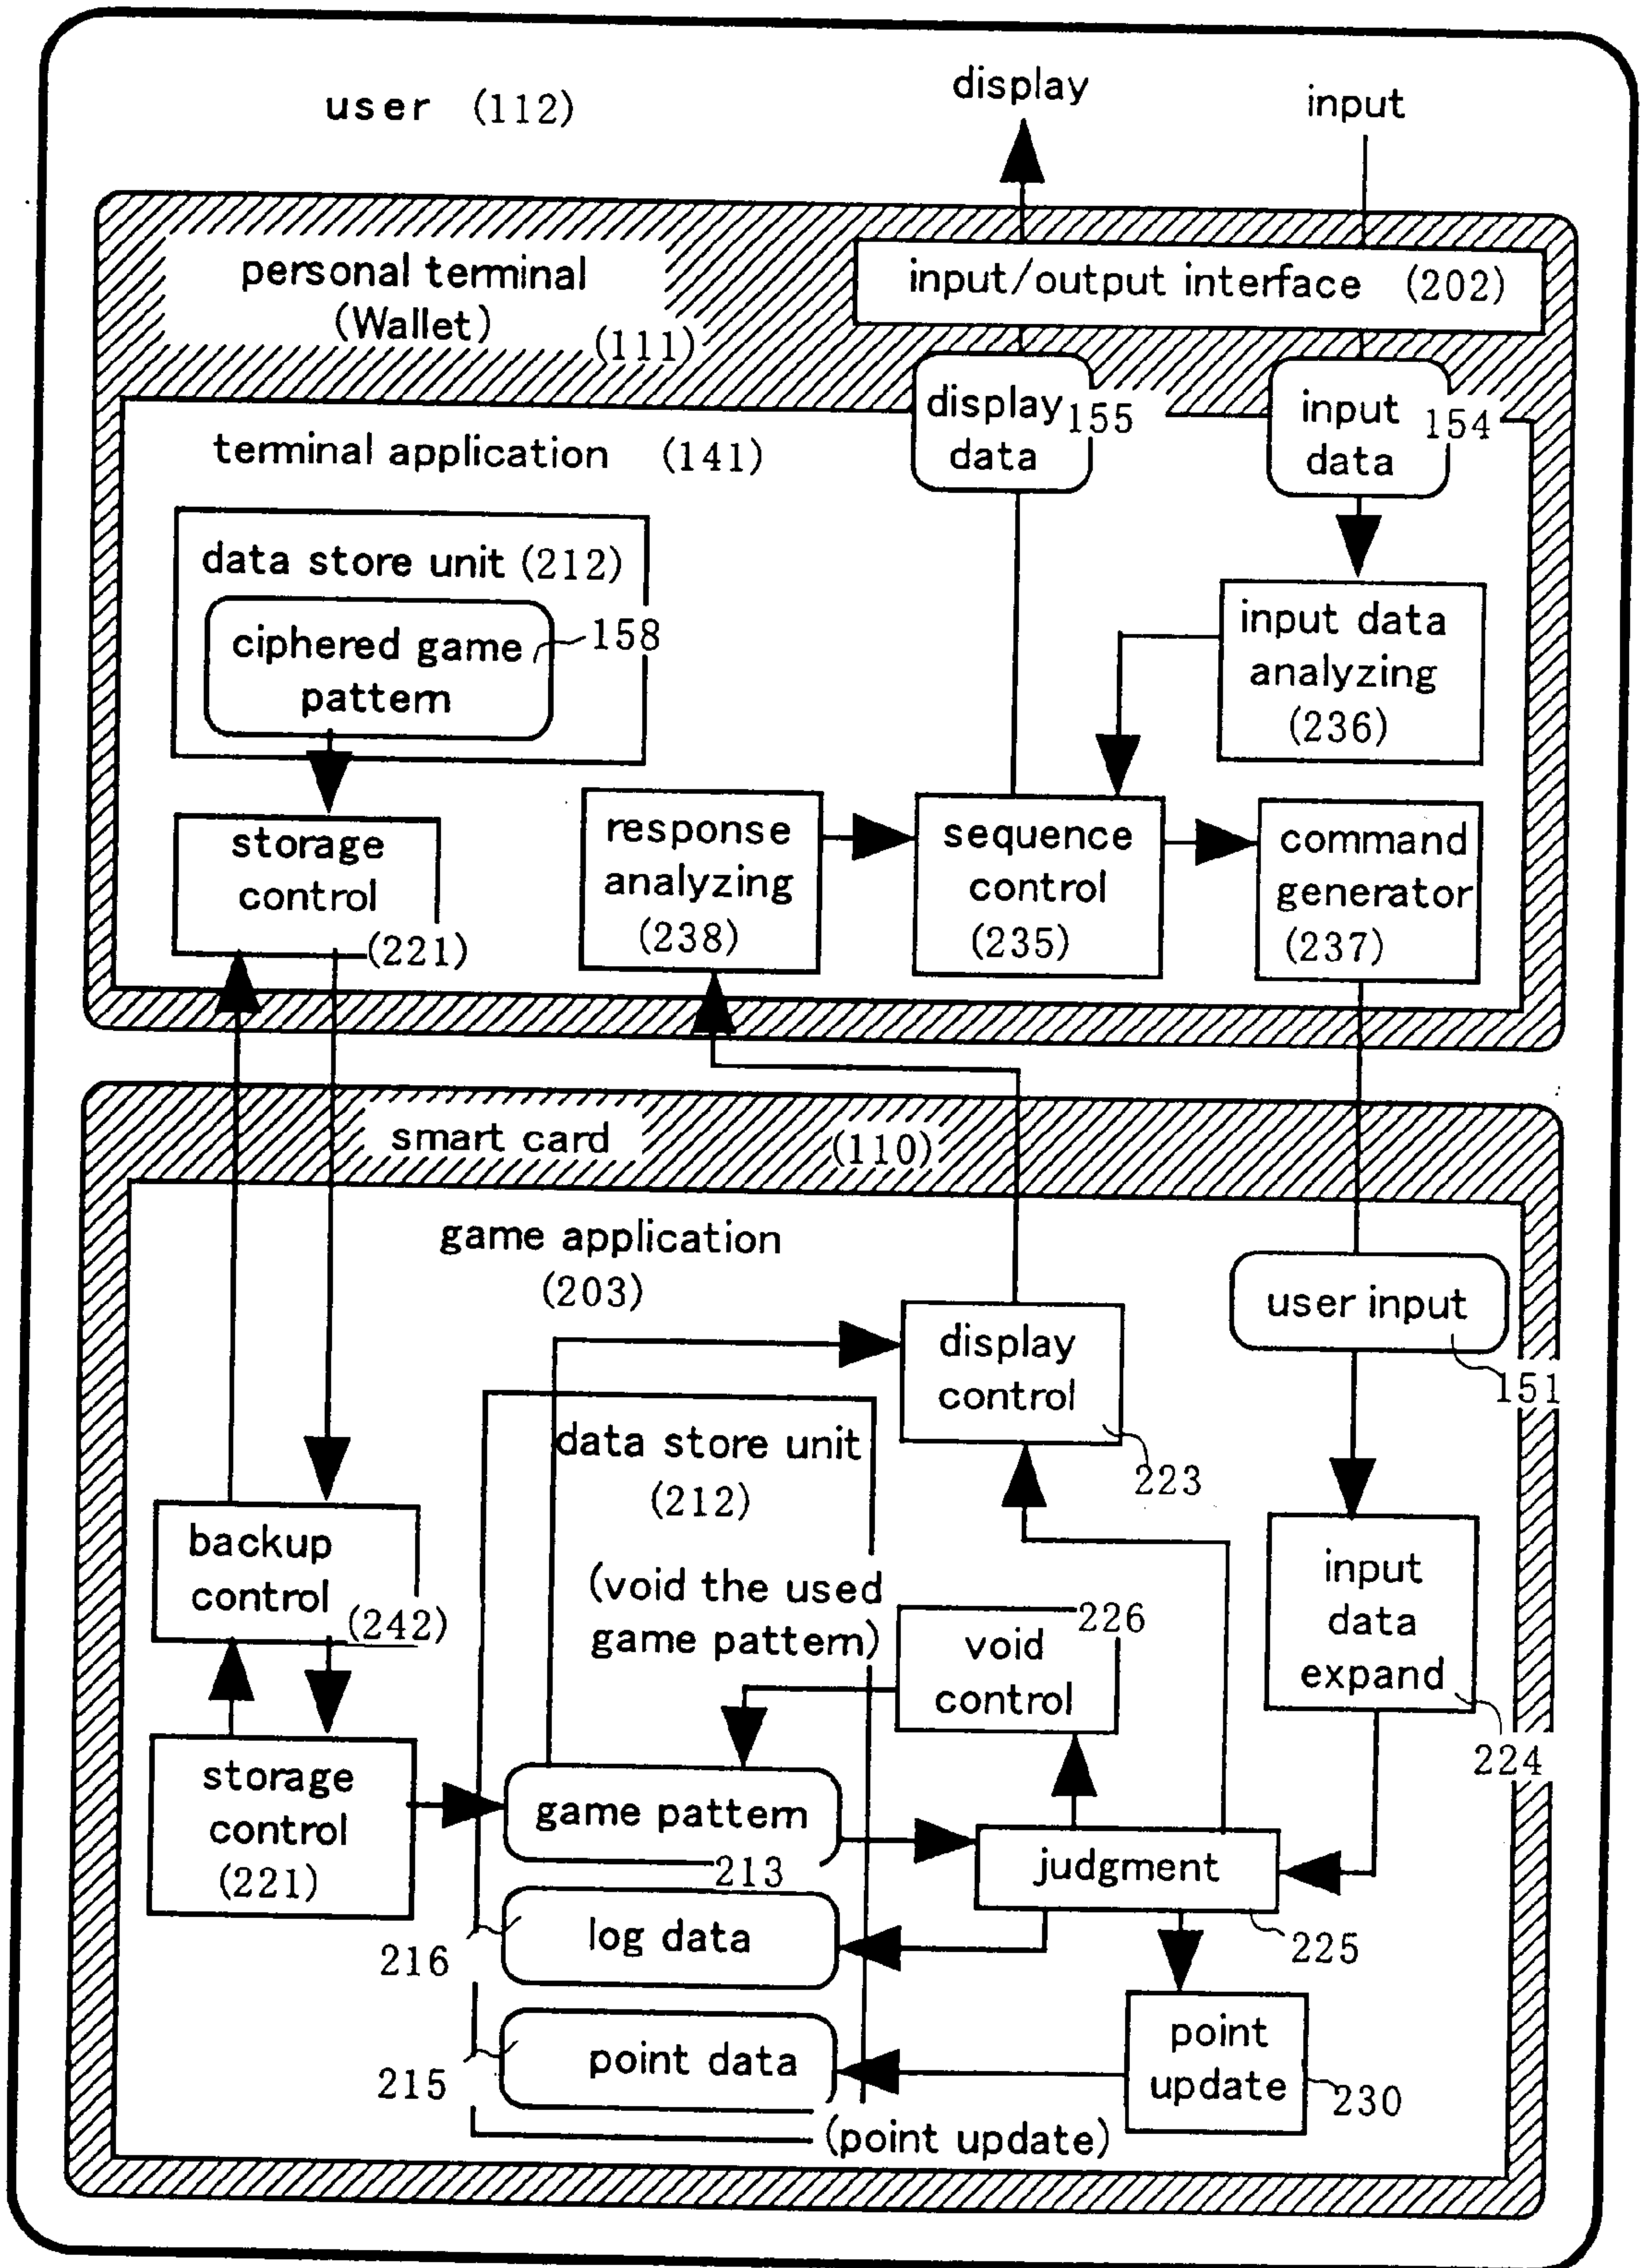 display
input
user (112)
personal terminal
(Wallet)
(111)
input/output interface (202)
display
data
155
input
data
154
terminal application (141)
data store unit (212)
ciphered game
pattern
158
input data
analyzing
(236)
storage
control
(221)
response
analyzing
(238)
sequence
control
(235)
command
generator
(237)
smart card (110)
game application
(203)
user input
151
display
control
223
data store unit
(212)
backup
control
(242)
(void the used
game pattern)
226
void
control
input
data
expand
224
storage
control
(221)
game pattern
213
judgment
225
log data
216
point data
215
point
update
230
(point update)